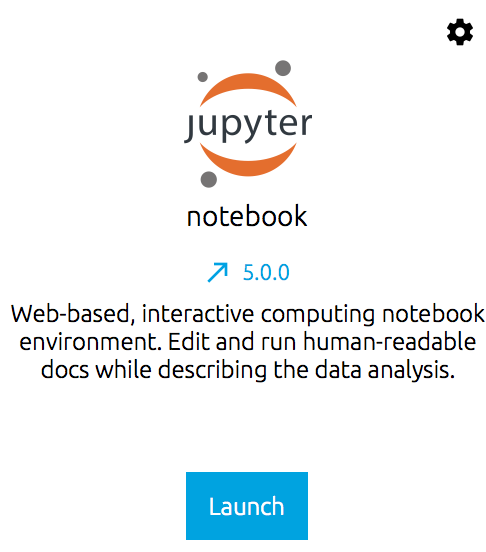 jupyter
notebook
5.0.0
Web-based, interactive computing notebook
environment. Edit and run human-readable
docs while describing the data analysis.
Launch